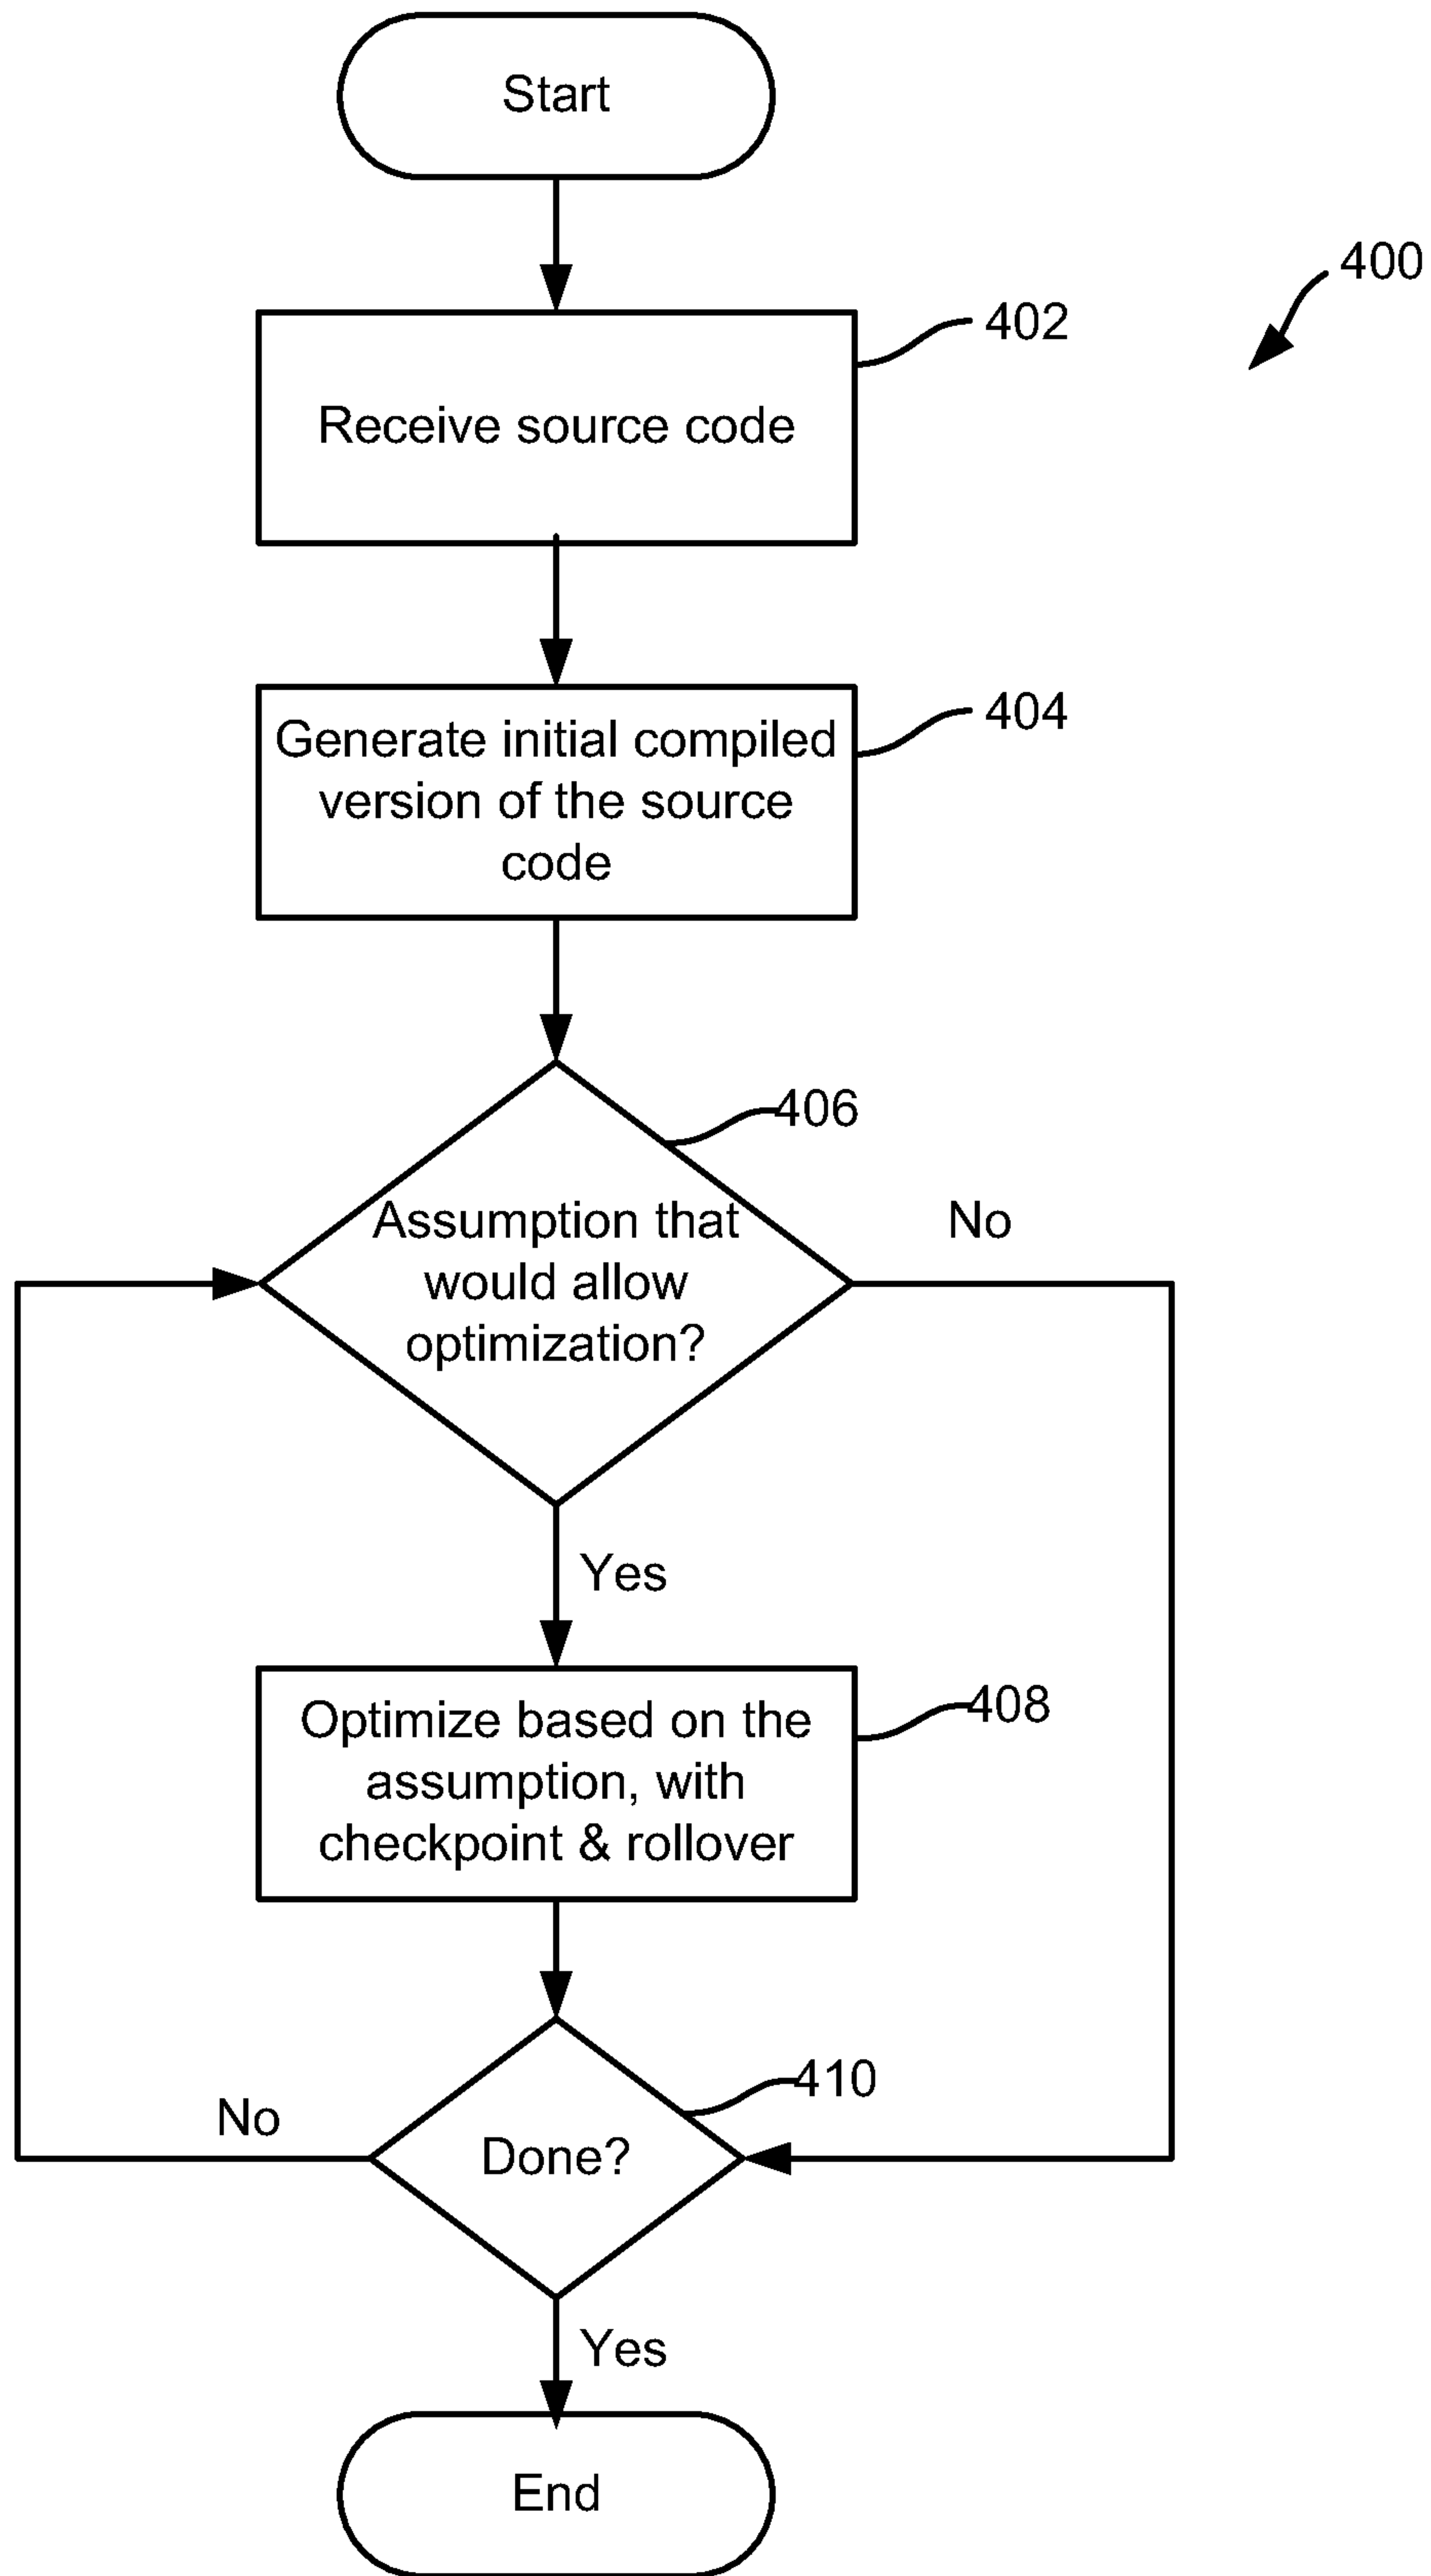 Start
400
402
Receive source code
404
Generate initial compiled
version of the source
code
406
Assumption that
would allow
optimization?
No
Yes
408
Optimize based on the
assumption, with
checkpoint & rollover
410
No
Done?
Yes
End